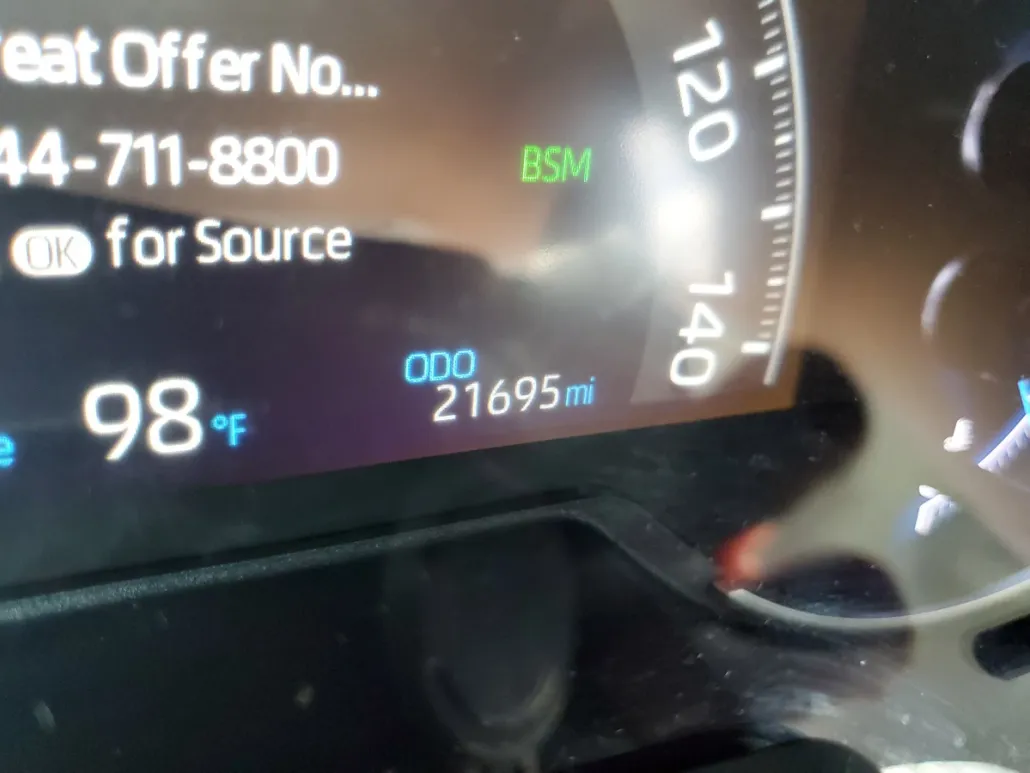 eat Offer No...
44-711-8800
BSM
OK for Source
120
140
ODO
21695 mi
98 °F
e